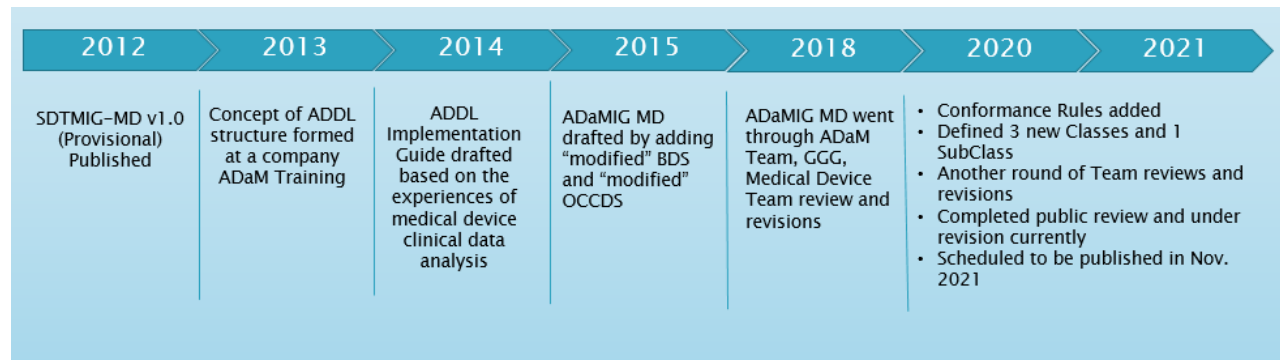 2012
2013
2014
2015
2018
2020
2021
SDTMIG-MD v1.0
(Provisional)
Published
Concept of ADDL
structure formed
at a company
ADaM Training
ADDL
Implementation
Guide drafted
based on the
experiences of
medical device
clinical data
analysis
ADaMIG MD
drafted by adding
“modified” BDS
and “modified”
OCCDS
ADaMIG MD went
through ADaM
Team, GGG,
Medical Device
Team review and
revisions
• Conformance Rules added
• Defined 3 new Classes and 1
SubClass
• Another round of Team reviews and
revisions
• Completed public review and under
revision currently
• Scheduled to be published in Nov.
2021